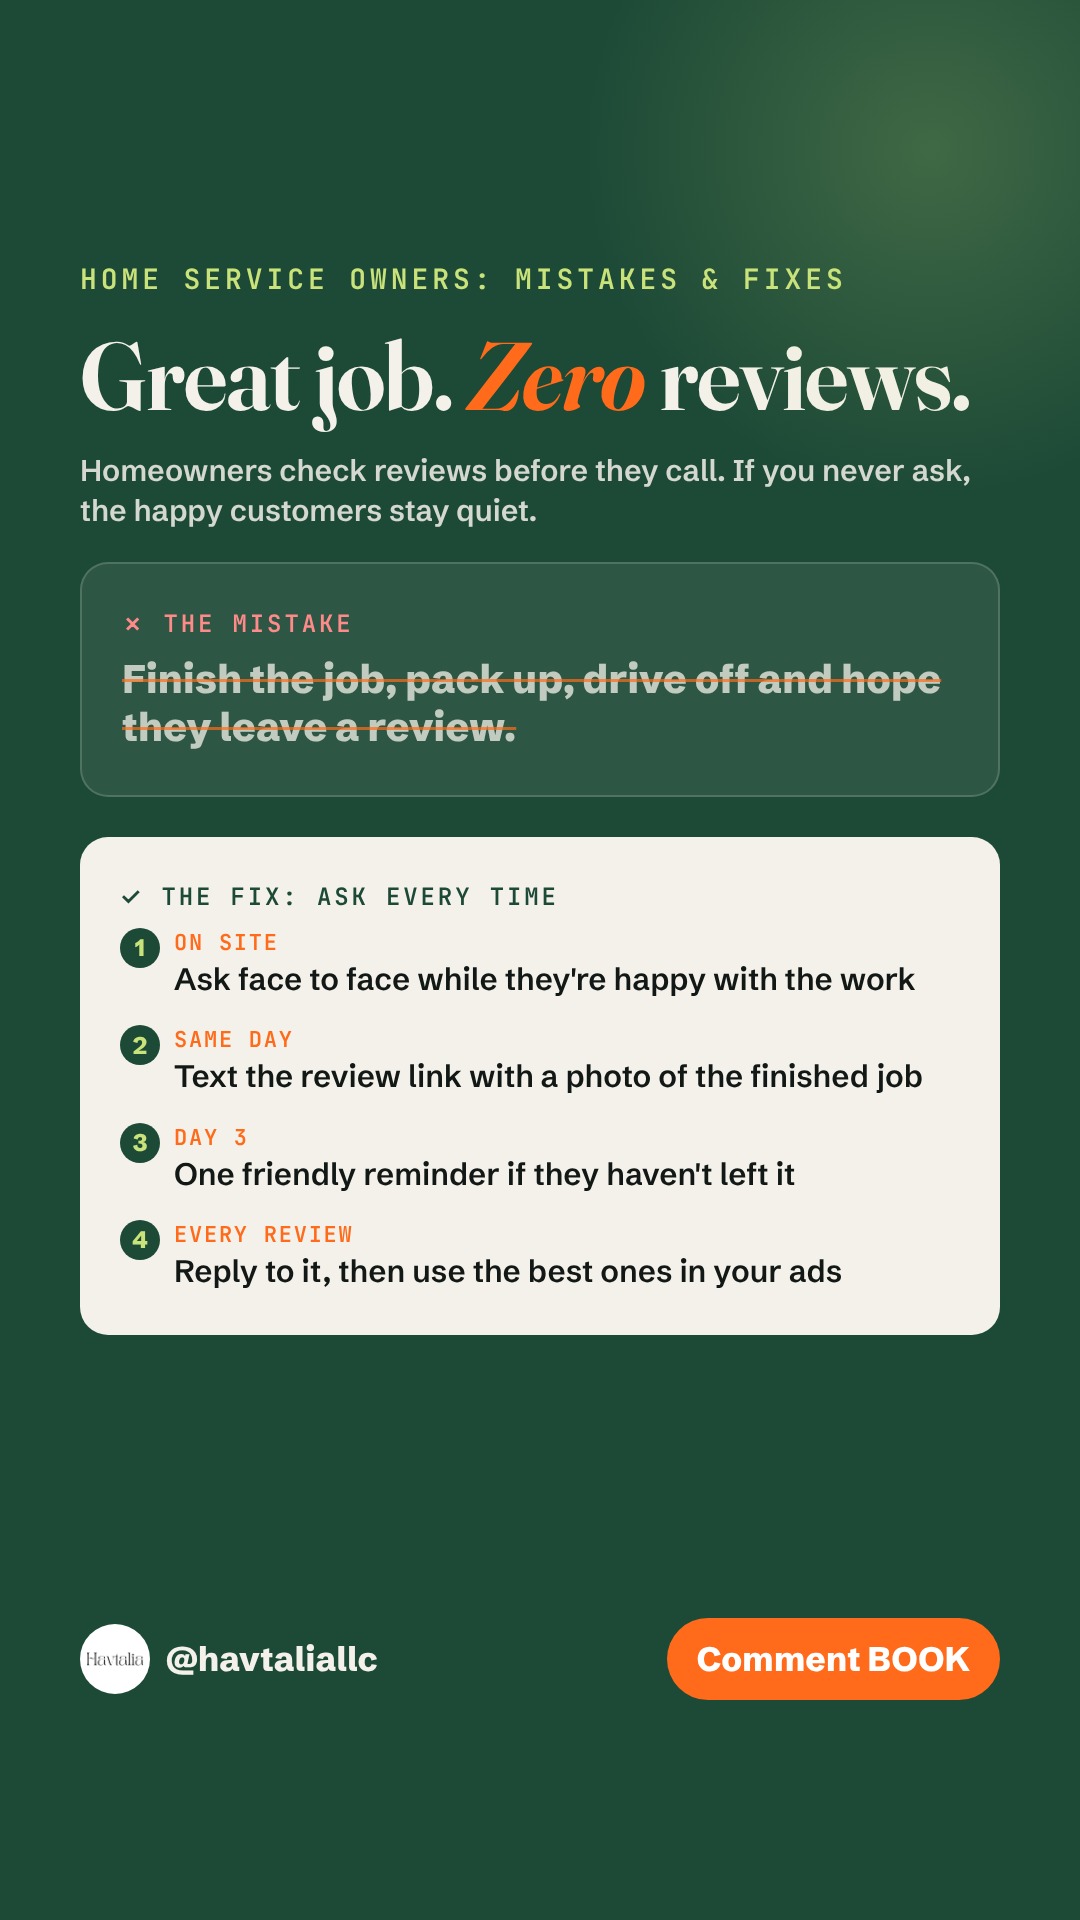 HOME SERVICE OWNERS: MISTAKES & FIXES
Great job. Zero reviews.
Homeowners check reviews before they call. If you never ask,
the happy customers stay quiet.
× THE MISTAKE
Finish the job, pack up, drive off and hope
they leave a review.
✓ THE FIX: ASK EVERY TIME
1 ON SITE
Ask face to face while they're happy with the work
2 SAME DAY
Text the review link with a photo of the finished job
3 DAY 3
One friendly reminder if they haven't left it
4 EVERY REVIEW
Reply to it, then use the best ones in your ads
Havtalia @havtaliallc Comment BOOK